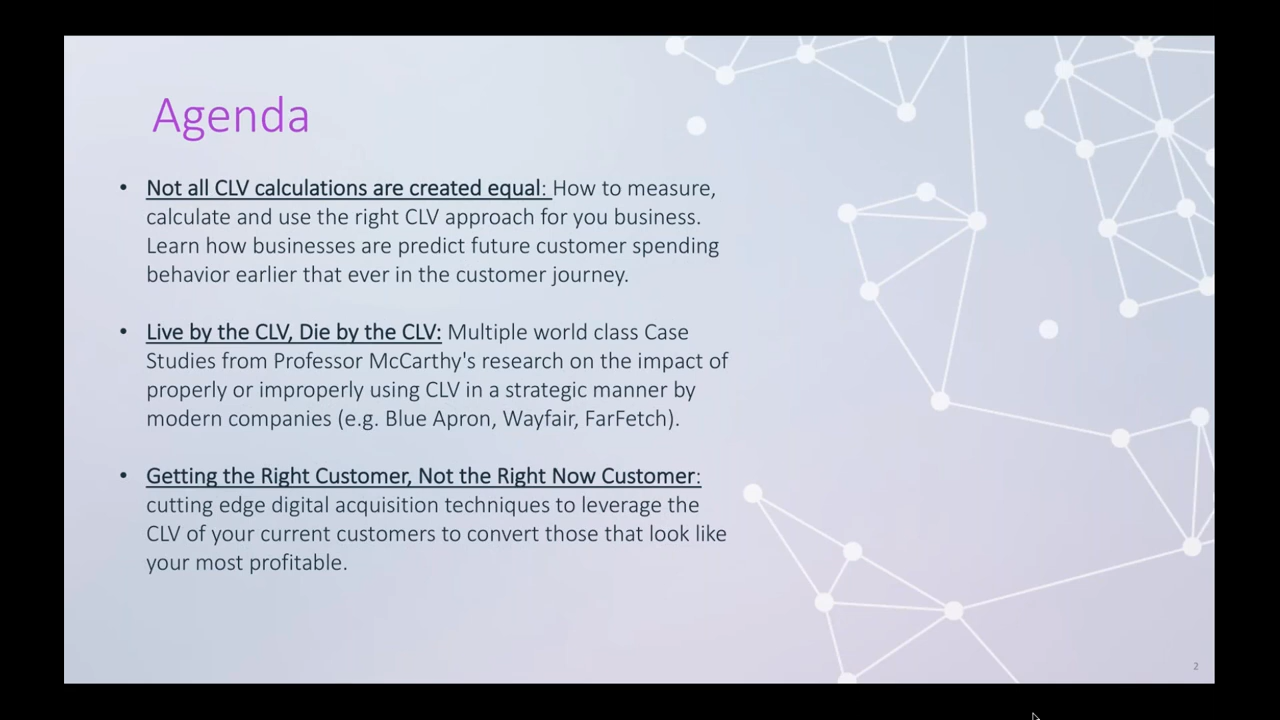 Agenda
• Not all CLV calculations are created equal: How to measure,
calculate and use the right CLV approach for you business.
Learn how businesses are predict future customer spending
behavior earlier that ever in the customer journey.
• Live by the CLV, Die by the CLV: Multiple world class Case
Studies from Professor McCarthy's research on the impact of
properly or improperly using CLV in a strategic manner by
modern companies (e.g. Blue Apron, Wayfair, FarFetch).
• Getting the Right Customer, Not the Right Now Customer:
cutting edge digital acquisition techniques to leverage the
CLV of your current customers to convert those that look like
your most profitable.
2